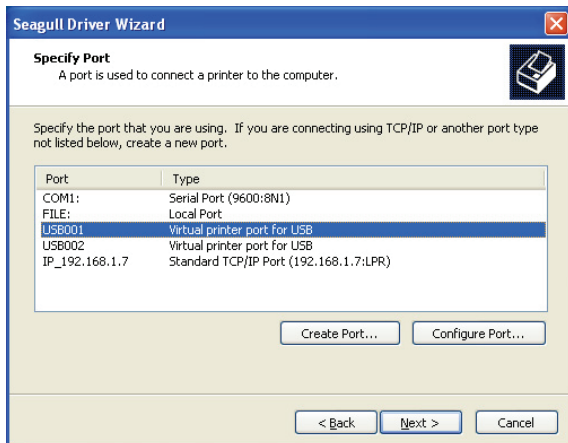 Seagull Driver Wizard
Specify Port
A port is used to connect a printer to the computer.
Specify the port that you are using. If you are connecting using TCP/IP or another port type
not listed below, create a new port.
Port Type
COM1: Serial Port (9600:8N1)
FILE: Local Port
USB001 Virtual printer port for USB
USB002 Virtual printer port for USB
IP_192.168.1.7 Standard TCP/IP Port (192.168.1.7:LPR)
Create Port... Configure Port...
< Back Next > Cancel